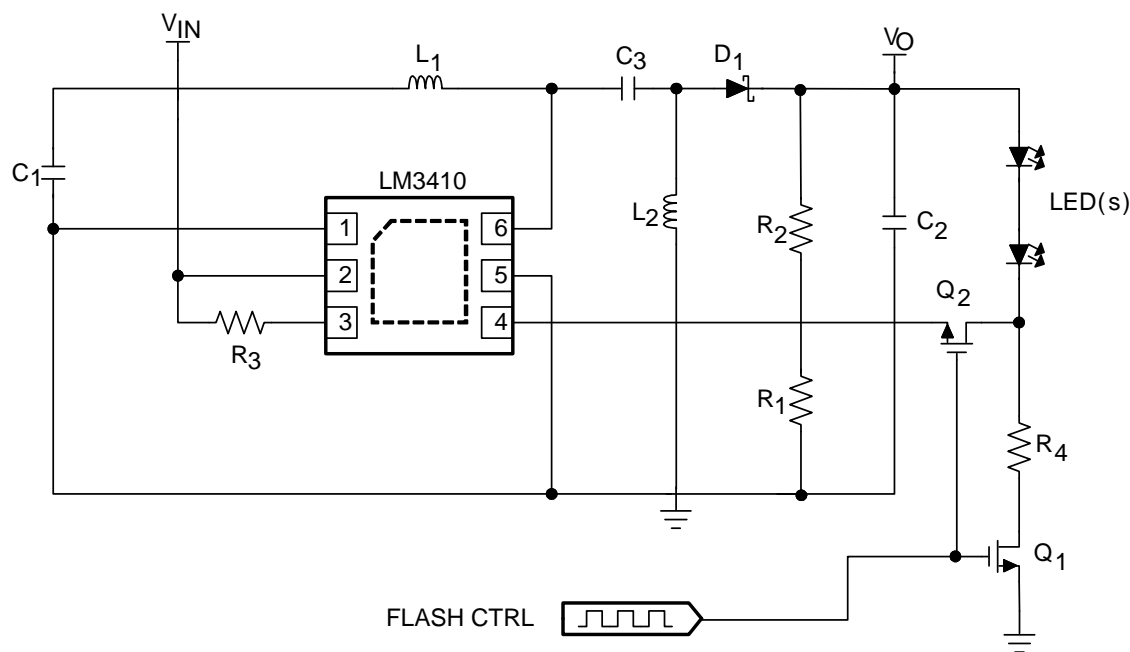 VIN
VO
L1
C3
D1
C1
LM3410
1
6
2
5
3
4
R3
L2
R2
C2
LED(s)
Q2
R1
R4
Q1
FLASH CTRL